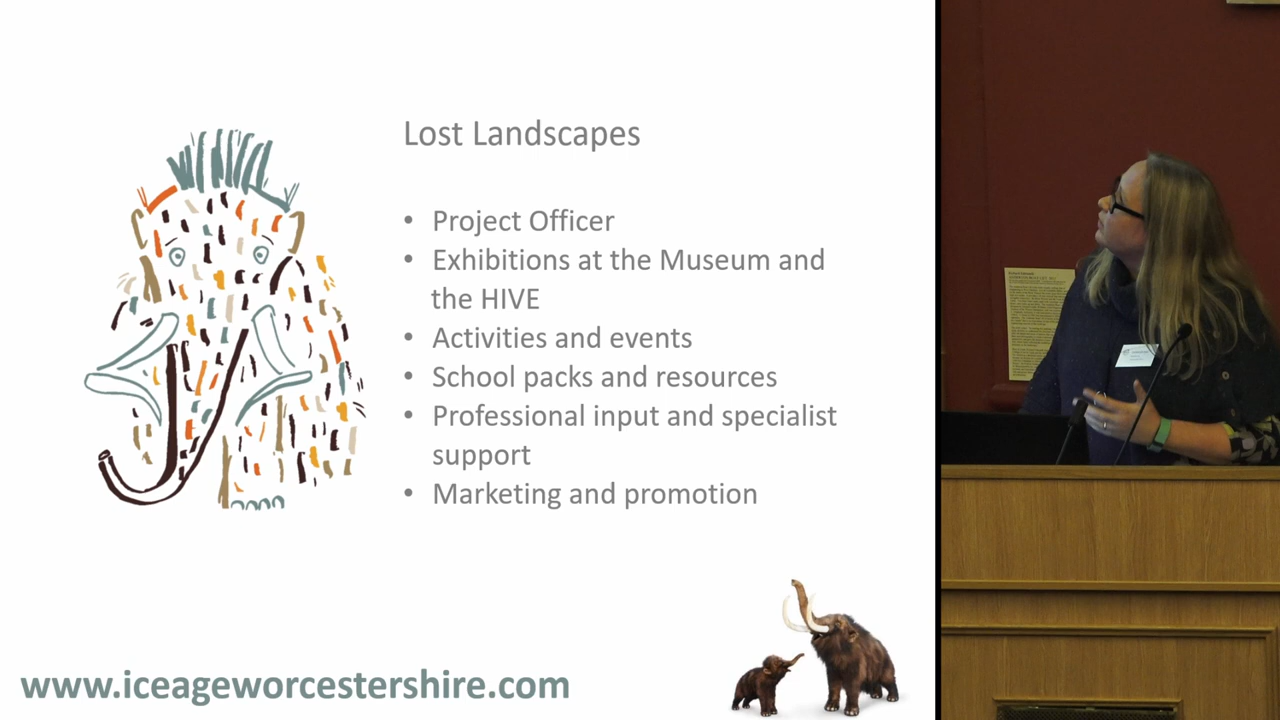 Lost Landscapes
• Project Officer
• Exhibitions at the Museum and
the HIVE
• Activities and events
• School packs and resources
• Professional input and specialist
support
• Marketing and promotion
www.iceageworcestershire.com